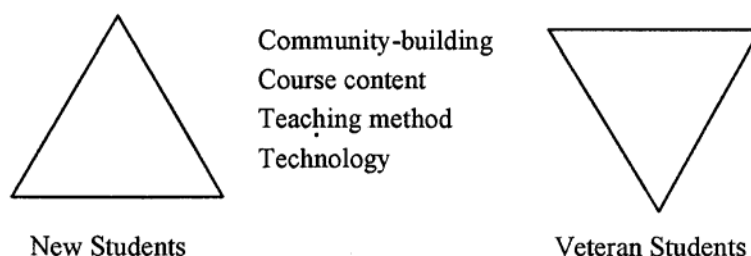 Community-building
Course content
Teaching method
Technology
New Students
Veteran Students